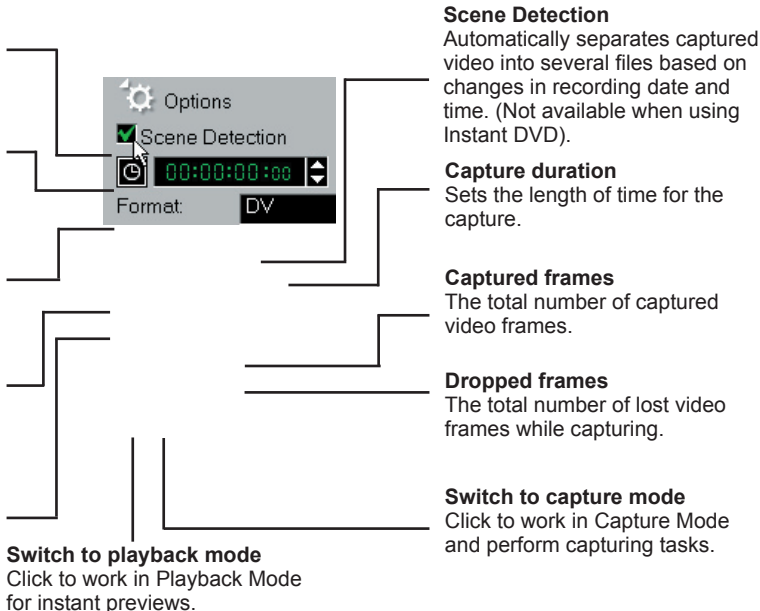 Scene Detection
Automatically separates captured
video into several files based on
changes in recording date and
time. (Not available when using
Instant DVD).
Options
Scene Detection
00:00:00:00
Format: DV
Capture duration
Sets the length of time for the
capture.
Captured frames
The total number of captured
video frames.
Dropped frames
The total number of lost video
frames while capturing.
Switch to capture mode
Click to work in Capture Mode
and perform capturing tasks.
Switch to playback mode
Click to work in Playback Mode
for instant previews.